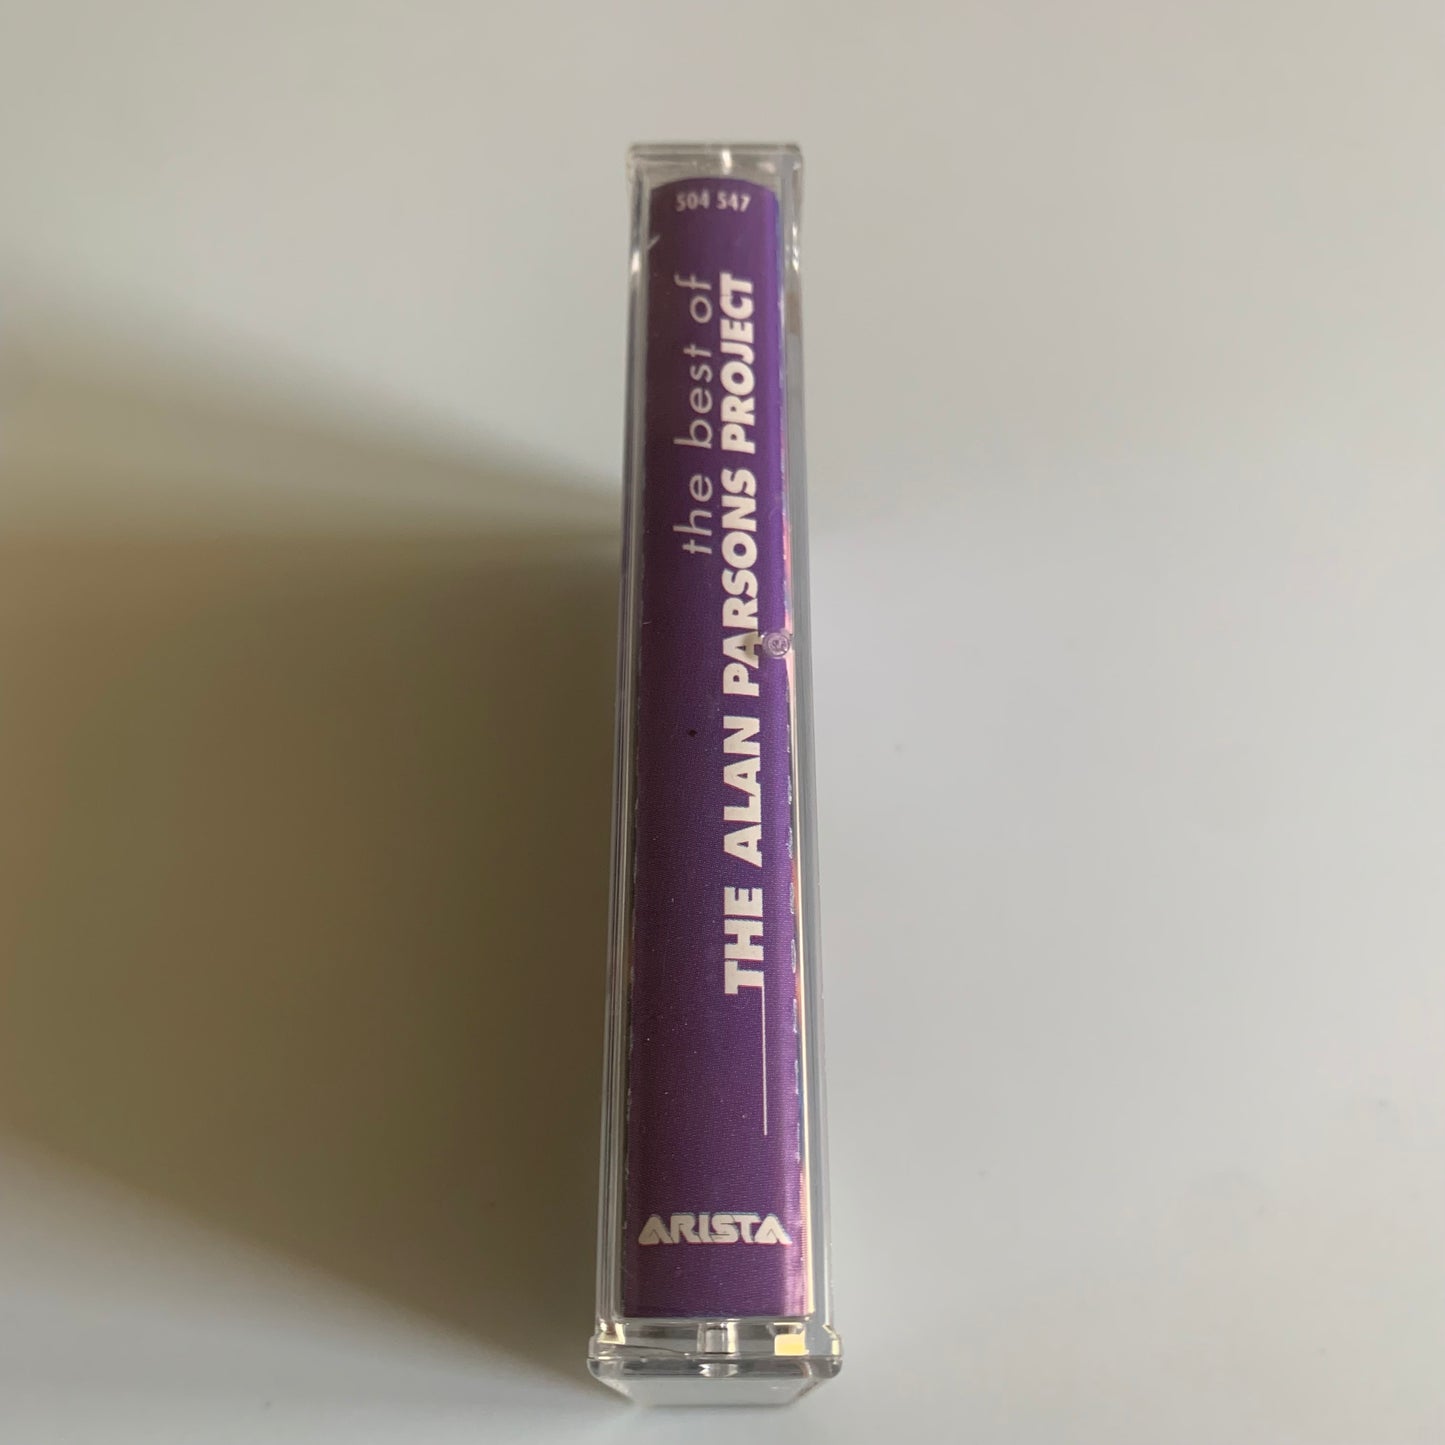 504 547
the best of
THE ALAN PARSONS PROJECT
ARISTA